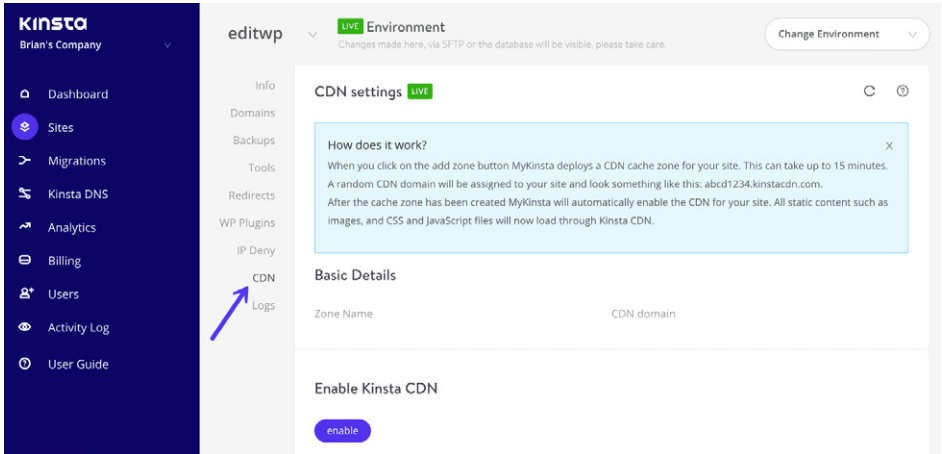 KINSTA
Brian's Company
Dashboard
Sites
Migrations
Kinsta DNS
Analytics
Billing
Users
Activity Log
User Guide
editwp
LIVE Environment
Changes made here, via SFTP or the database will be visible, please take care.
Change Environment
Info
Domains
Backups
Tools
Redirects
WP Plugins
IP Deny
CDN
Logs
CDN settings LIVE
How does it work?
When you click on the add zone button MyKinsta deploys a CDN cache zone for your site. This can take up to 15 minutes.
A random CDN domain will be assigned to your site and look something like this: abcd1234.kinstacdn.com.
After the cache zone has been created MyKinsta will automatically enable the CDN for your site. All static content such as
images, and CSS and JavaScript files will now load through Kinsta CDN.
Basic Details
Zone Name
CDN domain
Enable Kinsta CDN
enable